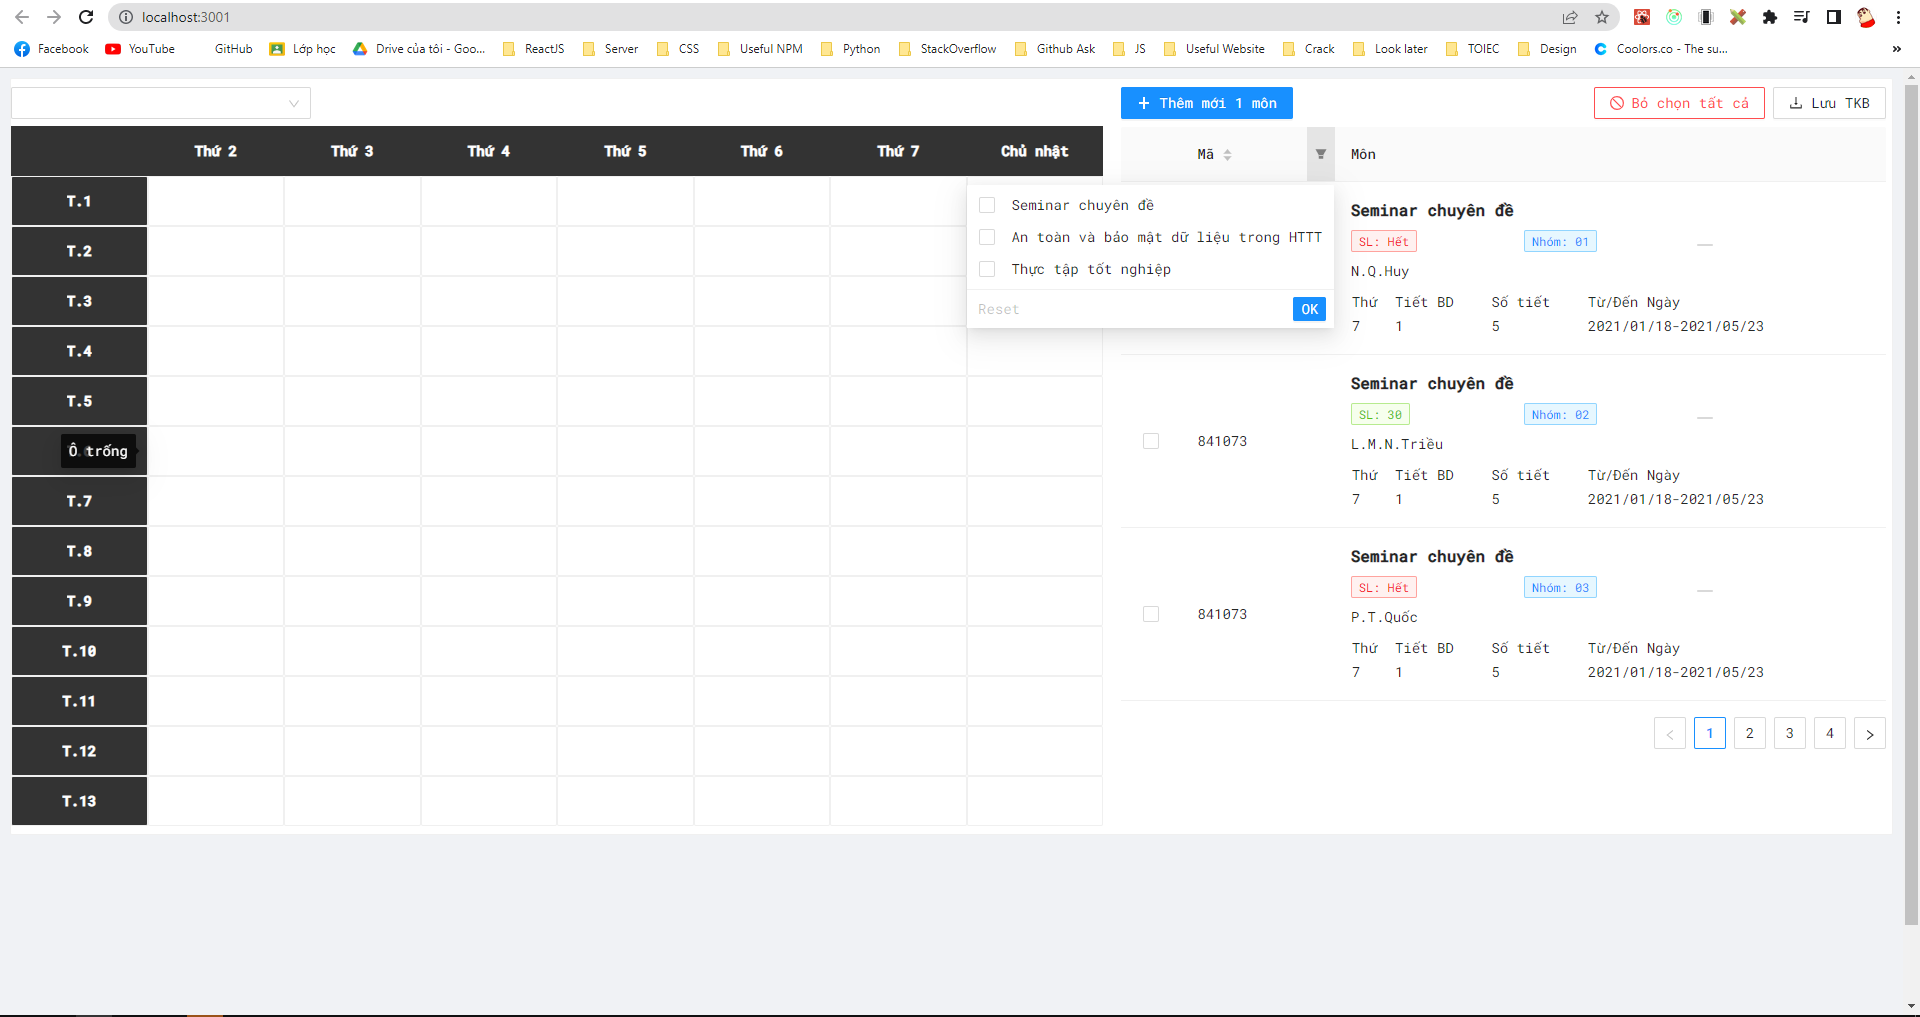 localhost:3001
Facebook YouTube GitHub Lớp học Drive của tôi - Goo... ReactJS Server CSS Useful NPM Python StackOverflow Github Ask JS Useful Website Crack Look later TOIEC Design Coolors.co - The su... »
Thêm mới 1 môn Bỏ chọn tất cả Lưu TKB
Thứ 2 Thứ 3 Thứ 4 Thứ 5 Thứ 6 Thứ 7 Chủ nhật
T.1
T.2
T.3
T.4
T.5
Ô trống
T.7
T.8
T.9
T.10
T.11
T.12
T.13
Mã Môn
Seminar chuyên đề
An toàn và bảo mật dữ liệu trong HTTT
Thực tập tốt nghiệp
Reset OK
Seminar chuyên đề
SL: Hết Nhóm: 01
N.Q.Huy
Thứ Tiết BD Số tiết Từ/Đến Ngày
7 1 5 2021/01/18-2021/05/23
Seminar chuyên đề
SL: 30 Nhóm: 02
841073
L.M.N.Triều
Thứ Tiết BD Số tiết Từ/Đến Ngày
7 1 5 2021/01/18-2021/05/23
Seminar chuyên đề
SL: Hết Nhóm: 03
841073
P.T.Quốc
Thứ Tiết BD Số tiết Từ/Đến Ngày
7 1 5 2021/01/18-2021/05/23
< 1 2 3 4 >